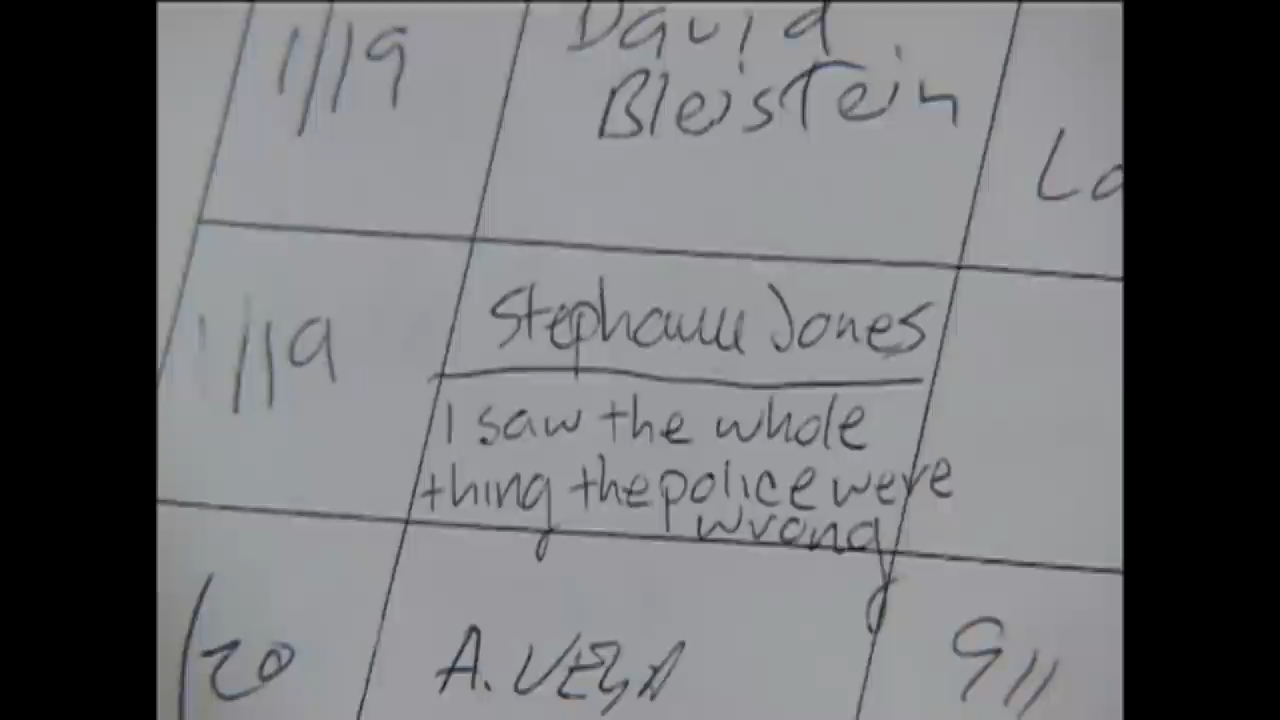 1/19
David
Bleistein
Lo
1/19
Stephanie Jones
I saw the whole
thing the police were
wrong
/20
A. VEGA
911